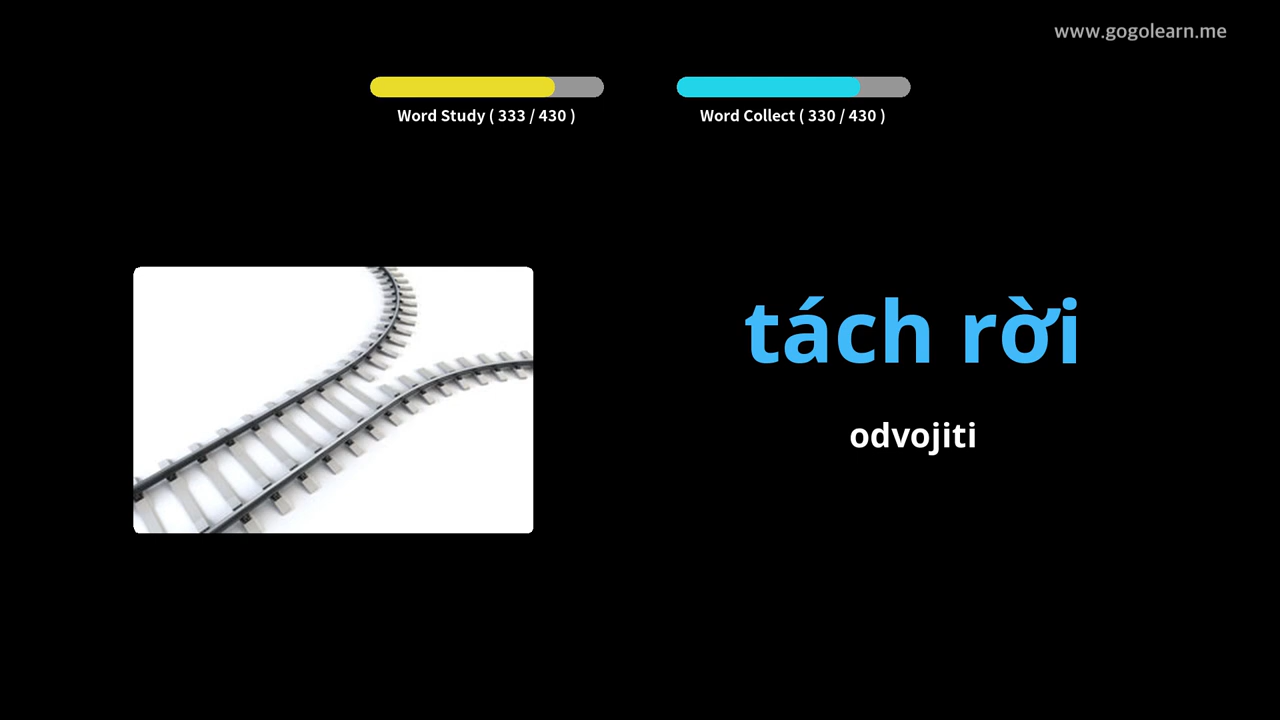 www.gogolearn.me
Word Study ( 333 / 430 )
Word Collect ( 330 / 430 )
tách rời
odvojiti